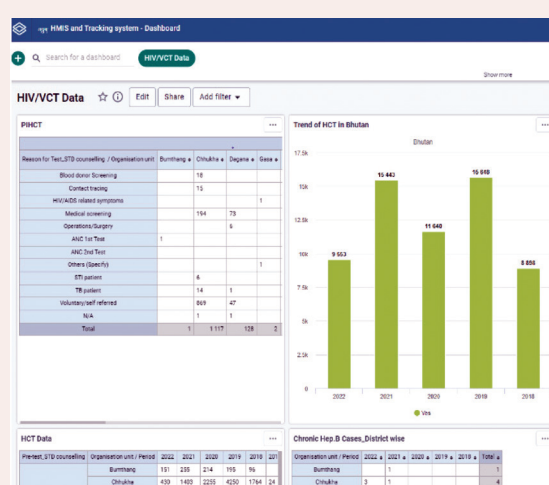 HMIS and Tracking system - Dashboard
Search for a dashboard
HIV/VCT Data
Show more
HIV/VCT Data
Edit
Share
Add filter
PIHCT
Reason for Test_STD counselling / Organisation unit Bumthang Chhukha Dagana Gasa
Blood donor Screening 18
Contact tracing 15
HIV/AIDS related symptoms 1
Medical screening 194 73
Operations/Surgery 6
ANC 1st Test 1
ANC 2nd Test
Others (Specify) 1
STI patient 6
TB patient 14 1
Voluntary/self referred 869 47
N/A 1 1
Total 1 1 117 128 2
Trend of HCT in Bhutan
Bhutan
17.5k
15k
12.5k
10k
7.5k
5k
2.5k
0
9 553
15 443
11 640
15 640
8 896
2022 2021 2020 2019 2018
Yes
HCT Data
Pre-test_STD counselling Organisation unit / Period 2022 2021 2020 2019 2018 201
Bumthang 151 255 214 195 96
Chhukha 430 1403 2255 4250 1764 24
Chronic Hep.B Cases_District wise
Organisation unit / Period 2022 2021 2020 2019 2018 Total
Bumthang 1 1
Chhukha 3 1 4